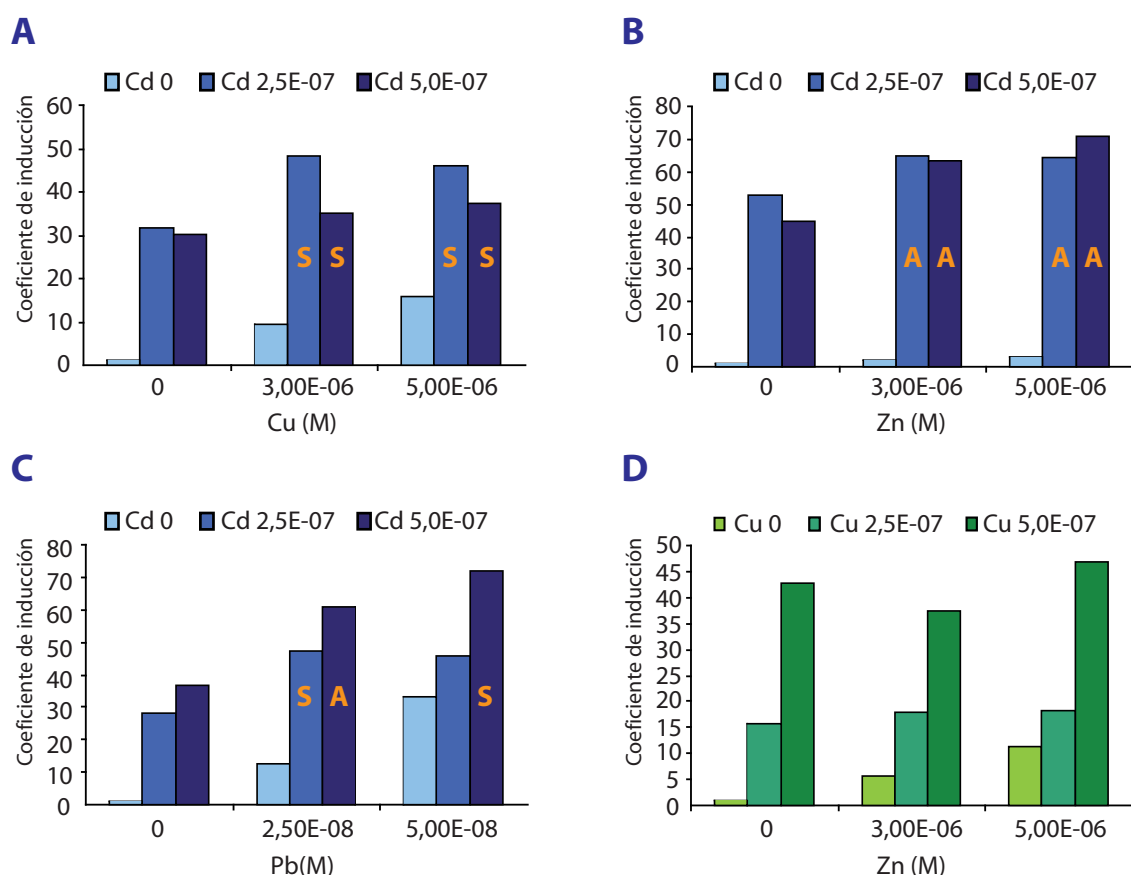 A
Cd 0 Cd 2,5E-07 Cd 5,0E-07
Coeficiente de inducción
60
50
40
30
20
10
0
S S S S
0 3,00E-06 5,00E-06
Cu (M)
B
Cd 0 Cd 2,5E-07 Cd 5,0E-07
Coeficiente de inducción
80
70
60
50
40
30
20
10
0
A A A A
0 3,00E-06 5,00E-06
Zn (M)
C
Cd 0 Cd 2,5E-07 Cd 5,0E-07
Coeficiente de inducción
80
70
60
50
40
30
20
10
0
S A S
0 2,50E-08 5,00E-08
Pb(M)
D
Cu 0 Cu 2,5E-07 Cu 5,0E-07
Coeficiente de inducción
50
45
40
35
30
25
20
15
10
5
0
0 3,00E-06 5,00E-06
Zn (M)